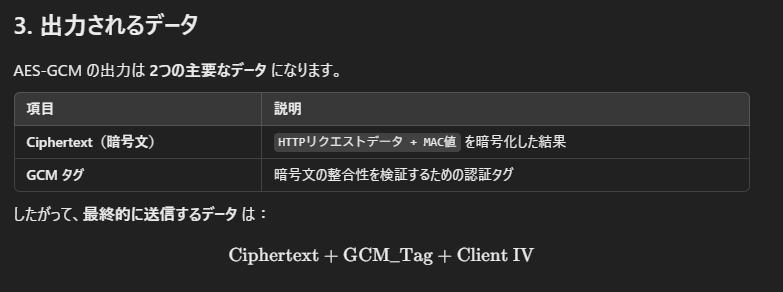 3. 出力されるデータ
AES-GCM の出力は 2つの主要なデータ になります。
項目 説明
Ciphertext（暗号文） HTTPリクエストデータ + MAC値 を暗号化した結果
GCM タグ 暗号文の整合性を検証するための認証タグ
したがって、最終的に送信するデータ は：
Ciphertext + GCM_Tag + Client IV